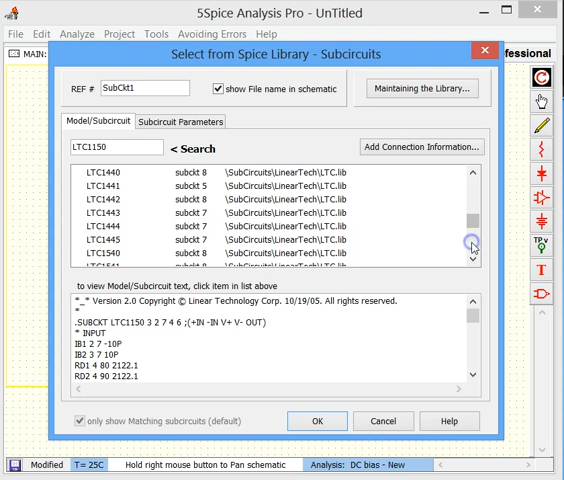 5Spice Analysis Pro - UnTitled
File Edit Analyze Project Tools Avoiding Errors Help
MAIN: fessional
Select from Spice Library - Subcircuits
REF # SubCkt1 show File name in schematic Maintaining the Library...
Model/Subcircuit Subcircuit Parameters
LTC1150 < Search Add Connection Information...
LTC1440 subckt 8 \SubCircuits\LinearTech\LTC.lib
LTC1441 subckt 5 \SubCircuits\LinearTech\LTC.lib
LTC1442 subckt 8 \SubCircuits\LinearTech\LTC.lib
LTC1443 subckt 7 \SubCircuits\LinearTech\LTC.lib
LTC1444 subckt 7 \SubCircuits\LinearTech\LTC.lib
LTC1445 subckt 7 \SubCircuits\LinearTech\LTC.lib
LTC1540 subckt 8 \SubCircuits\LinearTech\LTC.lib
LTC1541 subckt 8 \SubCircuits\LinearTech\LTC.lib
to view Model/Subcircuit text, click item in list above
*_* Version 2.0 Copyright © Linear Technology Corp. 10/19/05. All rights reserved.
*
.SUBCKT LTC1150 3 2 7 4 6 ;(+IN -IN V+ V- OUT)
* INPUT
IB1 2 7 -10P
IB2 3 7 10P
RD1 4 80 2122.1
RD2 4 90 2122.1
only show Matching subcircuits (default) OK Cancel Help
TP v
T
Modified T= 25C Hold right mouse button to Pan schematic Analysis: DC bias - New